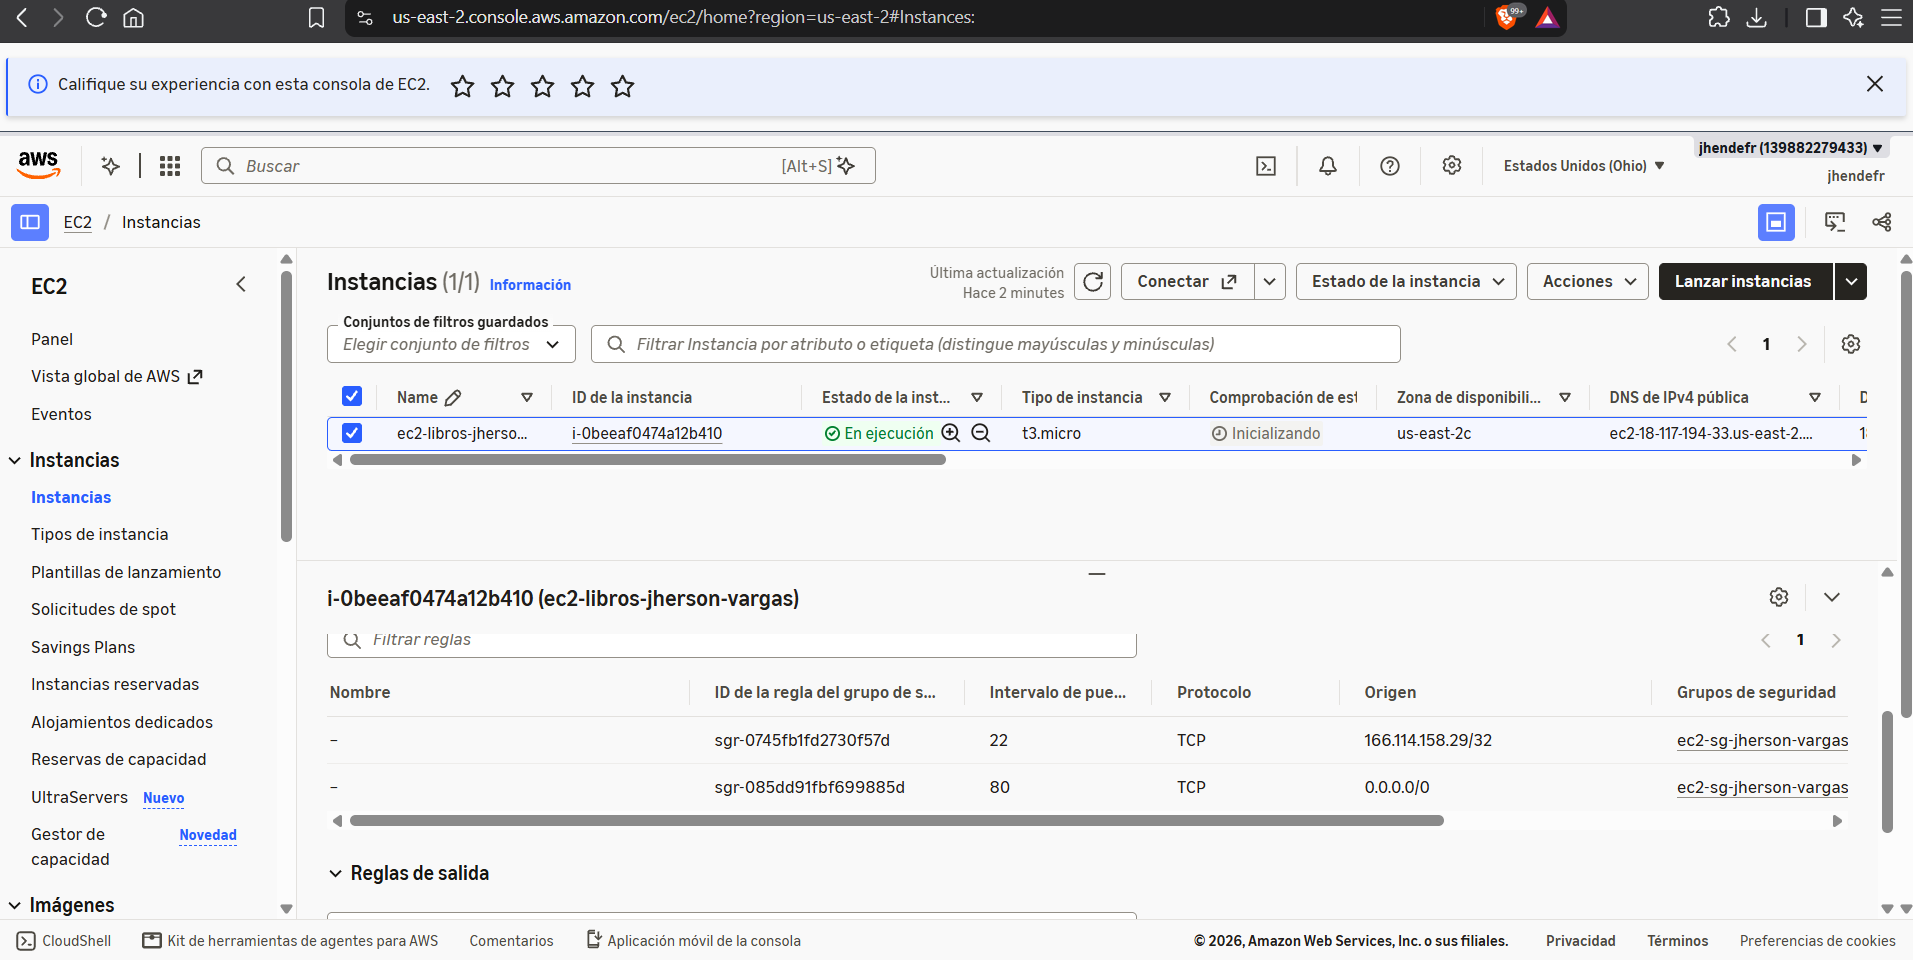 us-east-2.console.aws.amazon.com/ec2/home?region=us-east-2#Instances:
99+
Califique su experiencia con esta consola de EC2.
aws
Buscar
[Alt+S]
Estados Unidos (Ohio)
jhendefr (139882279433)
jhendefr
EC2 / Instancias
EC2
Panel
Vista global de AWS
Eventos
Instancias
Instancias
Tipos de instancia
Plantillas de lanzamiento
Solicitudes de spot
Savings Plans
Instancias reservadas
Alojamientos dedicados
Reservas de capacidad
UltraServers Nuevo
Gestor de capacidad Novedad
Imágenes
Instancias (1/1) Información
Última actualización
Hace 2 minutes
Conectar
Estado de la instancia
Acciones
Lanzar instancias
Conjuntos de filtros guardados
Elegir conjunto de filtros
Filtrar Instancia por atributo o etiqueta (distingue mayúsculas y minúsculas)
1
Name ID de la instancia Estado de la inst... Tipo de instancia Comprobación de est Zona de disponibili... DNS de IPv4 pública D
ec2-libros-jherso... i-0beeaf0474a12b410 En ejecución t3.micro Inicializando us-east-2c ec2-18-117-194-33.us-east-2....
i-0beeaf0474a12b410 (ec2-libros-jherson-vargas)
Filtrar reglas
1
Nombre ID de la regla del grupo de s... Intervalo de pue... Protocolo Origen Grupos de seguridad
– sgr-0745fb1fd2730f57d 22 TCP 166.114.158.29/32 ec2-sg-jherson-vargas
– sgr-085dd91fbf699885d 80 TCP 0.0.0.0/0 ec2-sg-jherson-vargas
Reglas de salida
CloudShell Kit de herramientas de agentes para AWS Comentarios Aplicación móvil de la consola © 2026, Amazon Web Services, Inc. o sus filiales. Privacidad Términos Preferencias de cookies